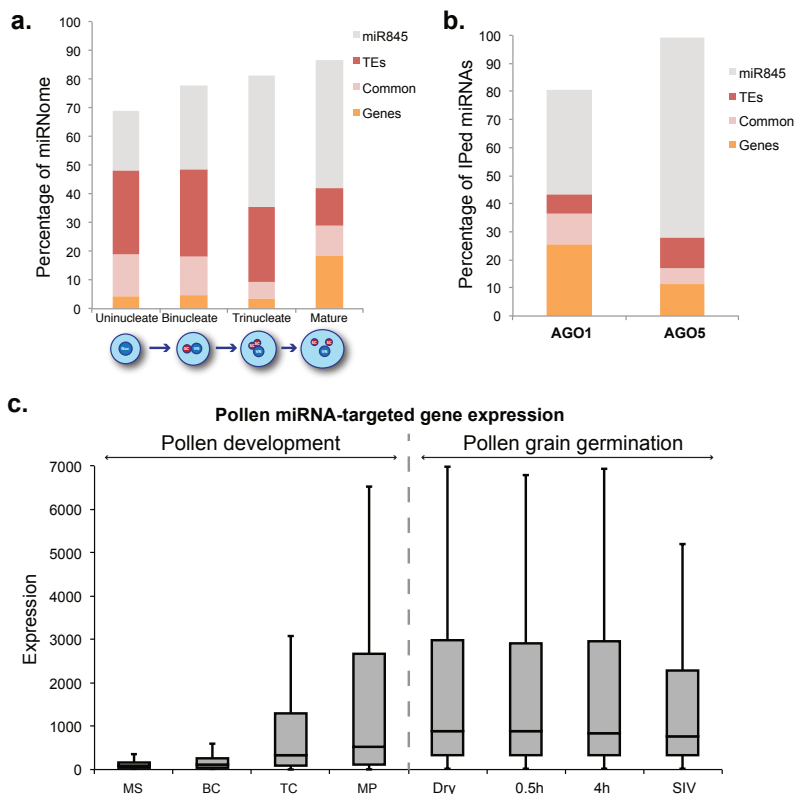 a.
100
90
80
70
60
50
40
30
20
10
0
Percentage of miRNome
miR845
TEs
Common
Genes
Uninucleate Binucleate Trinucleate Mature
b.
100
90
80
70
60
50
40
30
20
10
0
Percentage of IPed miRNAs
miR845
TEs
Common
Genes
AGO1 AGO5
c.
Pollen miRNA-targeted gene expression
Pollen development Pollen grain germination
7000
6000
5000
4000
3000
2000
1000
0
Expression
MS BC TC MP Dry 0.5h 4h SIV